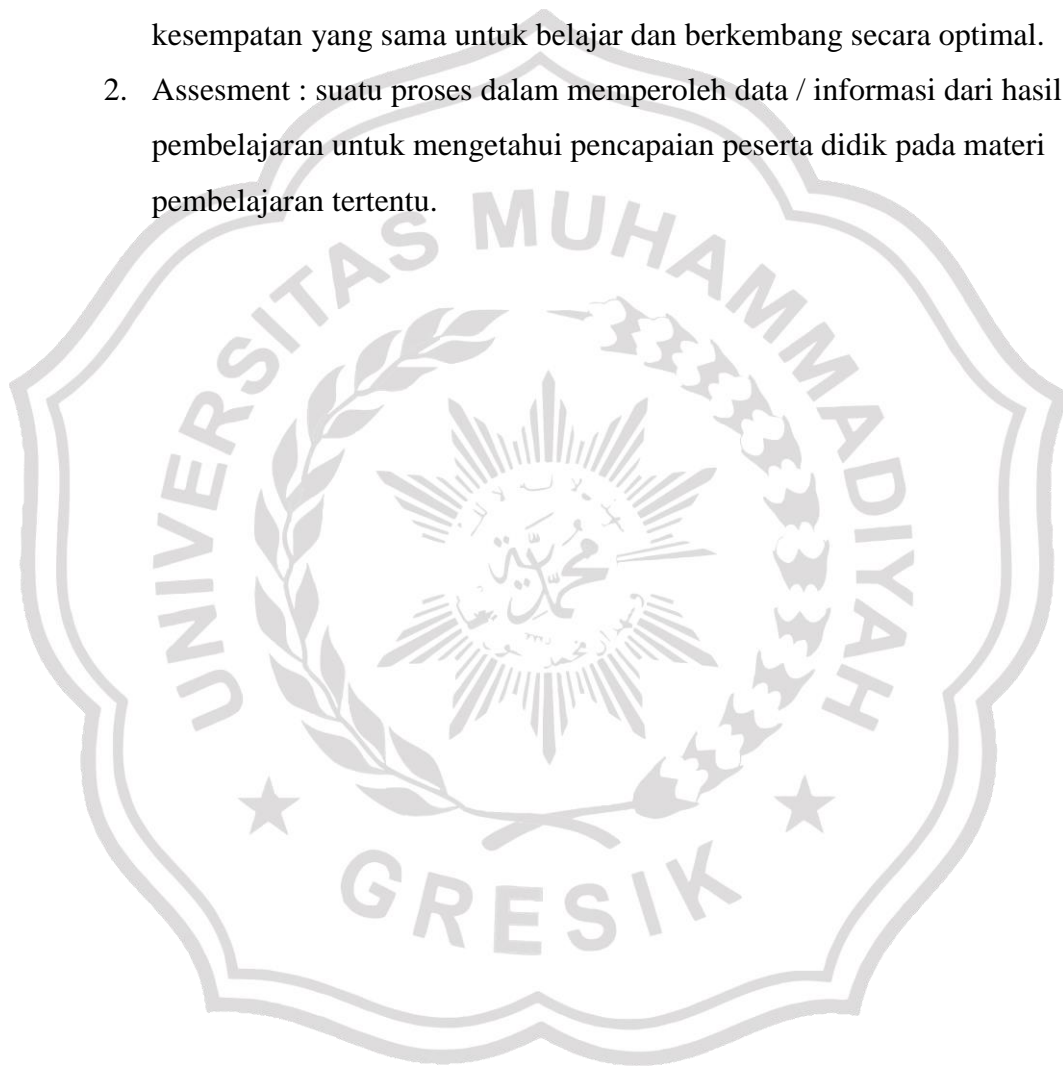 kesempatan yang sama untuk belajar dan berkembang secara optimal.
2. Assesment : suatu proses dalam memperoleh data / informasi dari hasil
pembelajaran untuk mengetahui pencapaian peserta didik pada materi
pembelajaran tertentu.
UNIVERSITAS MUHAMMADIYAH
محمدية
GRESIK